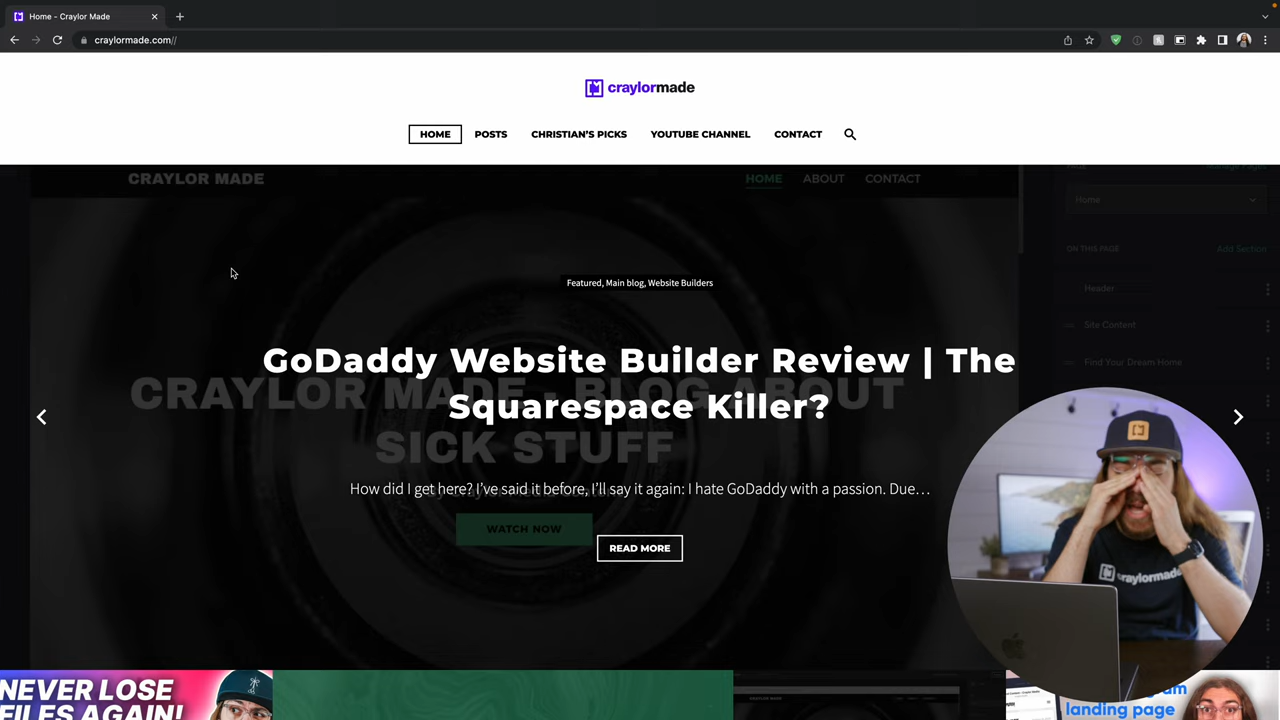 Home - Craylor Made
craylormade.com//
craylormade
HOME
POSTS
CHRISTIAN'S PICKS
YOUTUBE CHANNEL
CONTACT
CRAYLOR MADE
HOME
ABOUT
CONTACT
Home
ON THIS PAGE
Add Section
Header
Site Content
Find Your Dream Home
Featured, Main blog, Website Builders
GoDaddy Website Builder Review | The
Squarespace Killer?
CRAYLOR MADE - BLOG ABOUT
SICK STUFF
How did I get here? I've said it before, I'll say it again: I hate GoDaddy with a passion. Due…
WATCH NOW
READ MORE
craylormade
NEVER LOSE
FILES AGAIN!
landing page